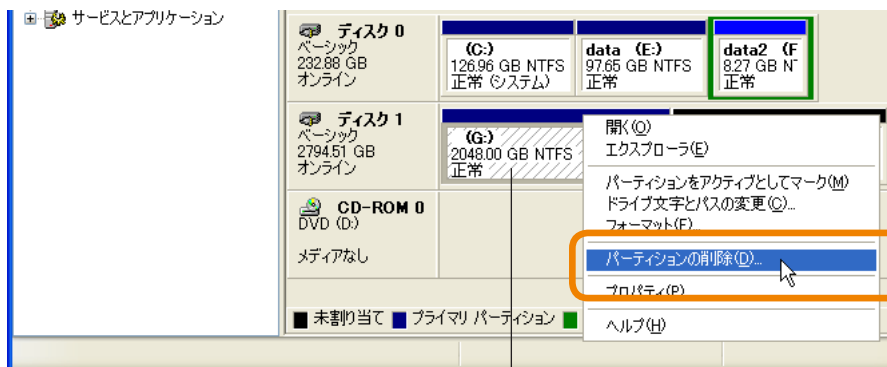 サービスとアプリケーション
ディスク 0
ベーシック
232.88 GB
オンライン
(C:)
126.96 GB NTFS
正常 (システム)
data (E:)
97.65 GB NTFS
正常
data2 (F
8.27 GB N
正常
ディスク 1
ベーシック
2794.51 GB
オンライン
(G:)
2048.00 GB NTFS
正常
CD-ROM 0
DVD (D:)
メディアなし
開く(O)
エクスプローラ(E)
パーティションをアクティブとしてマーク(M)
ドライブ文字とパスの変更(C)...
フォーマット(F)...
パーティションの削除(D)...
プロパティ(P)
ヘルプ(H)
未割り当て プライマリ パーティション